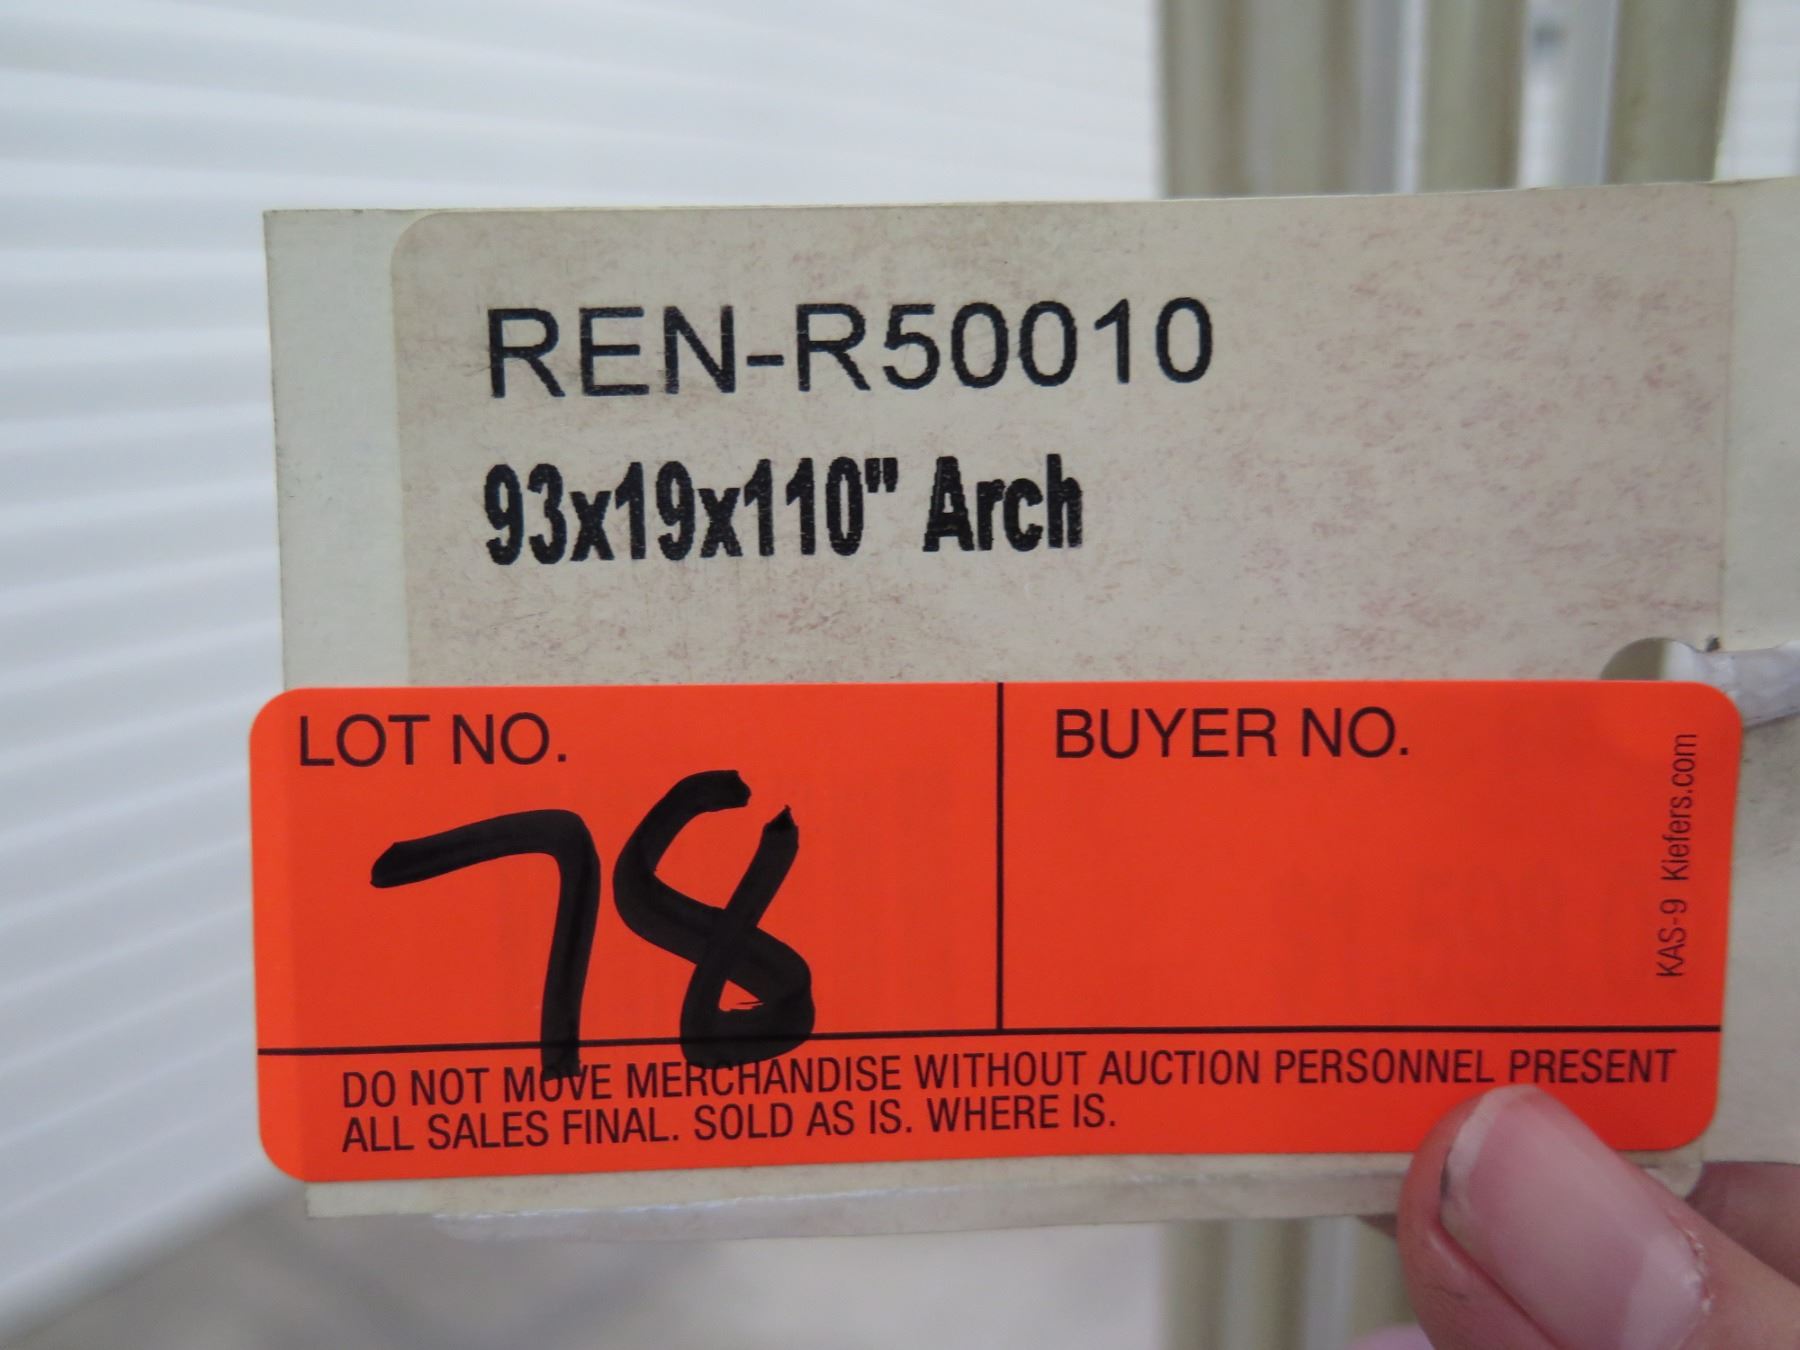 REN-R50010
93x19x110" Arch
LOT NO.
78
BUYER NO.
KAS-9 Kiefers.com
DO NOT MOVE MERCHANDISE WITHOUT AUCTION PERSONNEL PRESENT
ALL SALES FINAL. SOLD AS IS. WHERE IS.